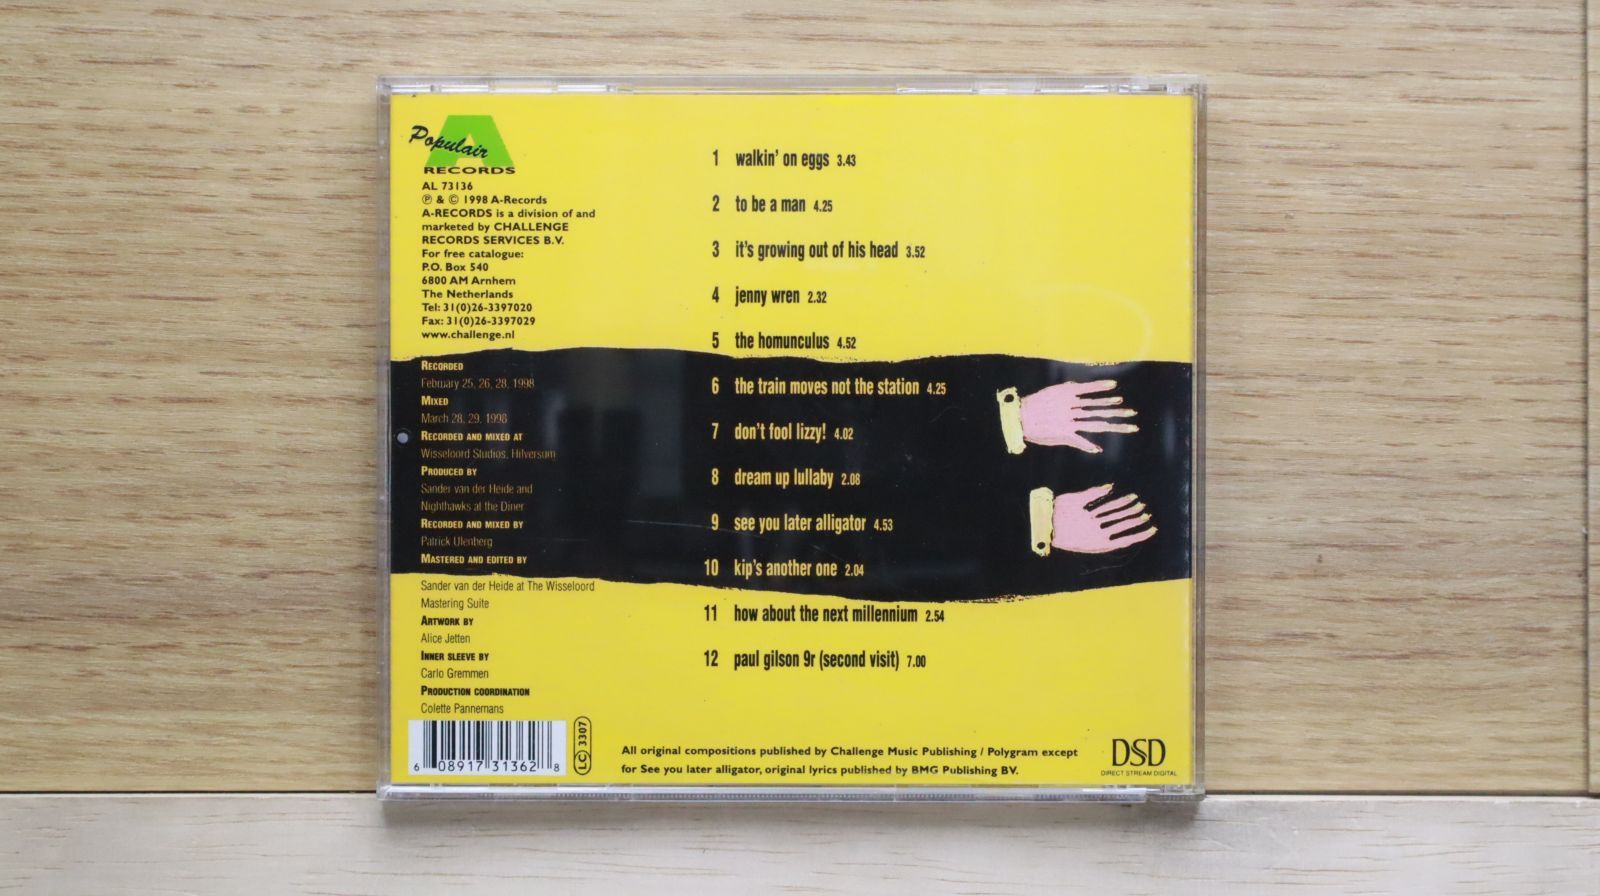 Populair
A
RECORDS
AL 73136
℗ & © 1998 A-Records
A-RECORDS is a division of and
marketed by CHALLENGE
RECORDS SERVICES B.V.
For free catalogue:
P.O. Box 540
6800 AM Arnhem
The Netherlands
Tel: 31(0)26-3397020
Fax: 31(0)26-3397029
www.challenge.nl
RECORDED
February 25, 26, 28, 1998
MIXED
March 28, 29, 1998
RECORDED AND MIXED AT
Wisseloord Studios, Hilversum
PRODUCED BY
Sander van der Heide and
Nighthawks at the Diner
RECORDED AND MIXED BY
Patrick Ulenberg
MASTERED AND EDITED BY
Sander van der Heide at The Wisseloord
Mastering Suite
ARTWORK BY
Alice Jetten
INNER SLEEVE BY
Carlo Gremmen
PRODUCTION COORDINATION
Colette Pannemans
6 08917 31362 8
LC 3307
1 walkin' on eggs 3.43
2 to be a man 4.25
3 it's growing out of his head 3.52
4 jenny wren 2.32
5 the homunculus 4.52
6 the train moves not the station 4.25
7 don't fool lizzy! 4.02
8 dream up lullaby 2.08
9 see you later alligator 4.53
10 kip's another one 2.04
11 how about the next millennium 2.54
12 paul gilson 9r (second visit) 7.00
All original compositions published by Challenge Music Publishing / Polygram except
for See you later alligator, original lyrics published by BMG Publishing BV.
DSD
DIRECT STREAM DIGITAL